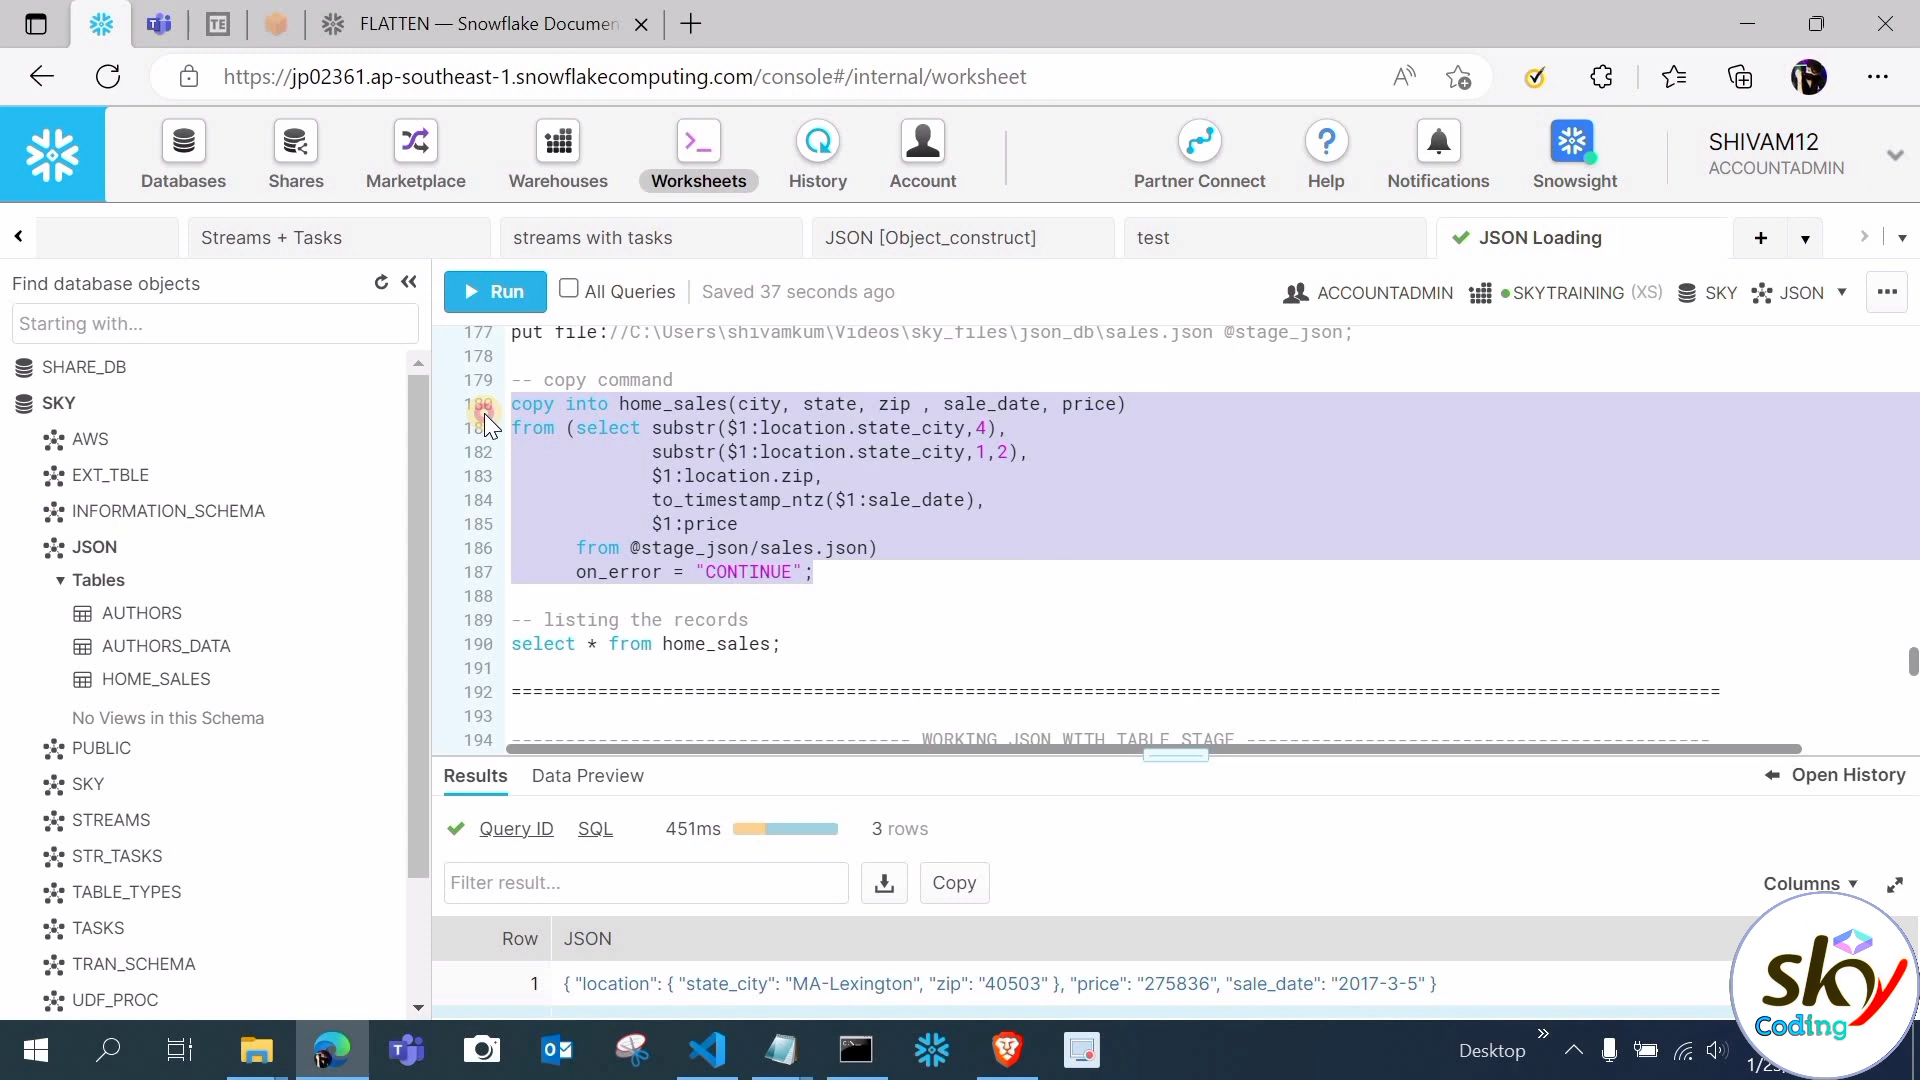 FLATTEN — Snowflake Documen
TE
https://jp02361.ap-southeast-1.snowflakecomputing.com/console#/internal/worksheet
Databases
Shares
Marketplace
Warehouses
Worksheets
History
Account
Partner Connect
Help
Notifications
Snowsight
SHIVAM12
ACCOUNTADMIN
Streams + Tasks
streams with tasks
JSON [Object_construct]
test
JSON Loading
Find database objects
Starting with...
SHARE_DB
SKY
AWS
EXT_TBLE
INFORMATION_SCHEMA
JSON
Tables
AUTHORS
AUTHORS_DATA
HOME_SALES
No Views in this Schema
PUBLIC
SKY
STREAMS
STR_TASKS
TABLE_TYPES
TASKS
TRAN_SCHEMA
UDF_PROC
Run
All Queries
Saved 37 seconds ago
ACCOUNTADMIN
SKYTRAINING (XS)
SKY
JSON
177 put file://C:\Users\shivamkum\Videos\sky_files\json_db\sales.json @stage_json;
178
179 -- copy command
180 copy into home_sales(city, state, zip , sale_date, price)
from (select substr($1:location.state_city,4),
182 substr($1:location.state_city,1,2),
183 $1:location.zip,
184 to_timestamp_ntz($1:sale_date),
185 $1:price
186 from @stage_json/sales.json)
187 on_error = "CONTINUE";
188
189 -- listing the records
190 select * from home_sales;
191
192 ================================================================================================================
193
194 ------------------------------------- WORKING JSON WITH TABLE STAGE -------------------------------------------
Results
Data Preview
Open History
Query ID
SQL
451ms
3 rows
Filter result...
Copy
Columns
Row JSON
1 { "location": { "state_city": "MA-Lexington", "zip": "40503" }, "price": "275836", "sale_date": "2017-3-5" }
sky
Coding
Desktop